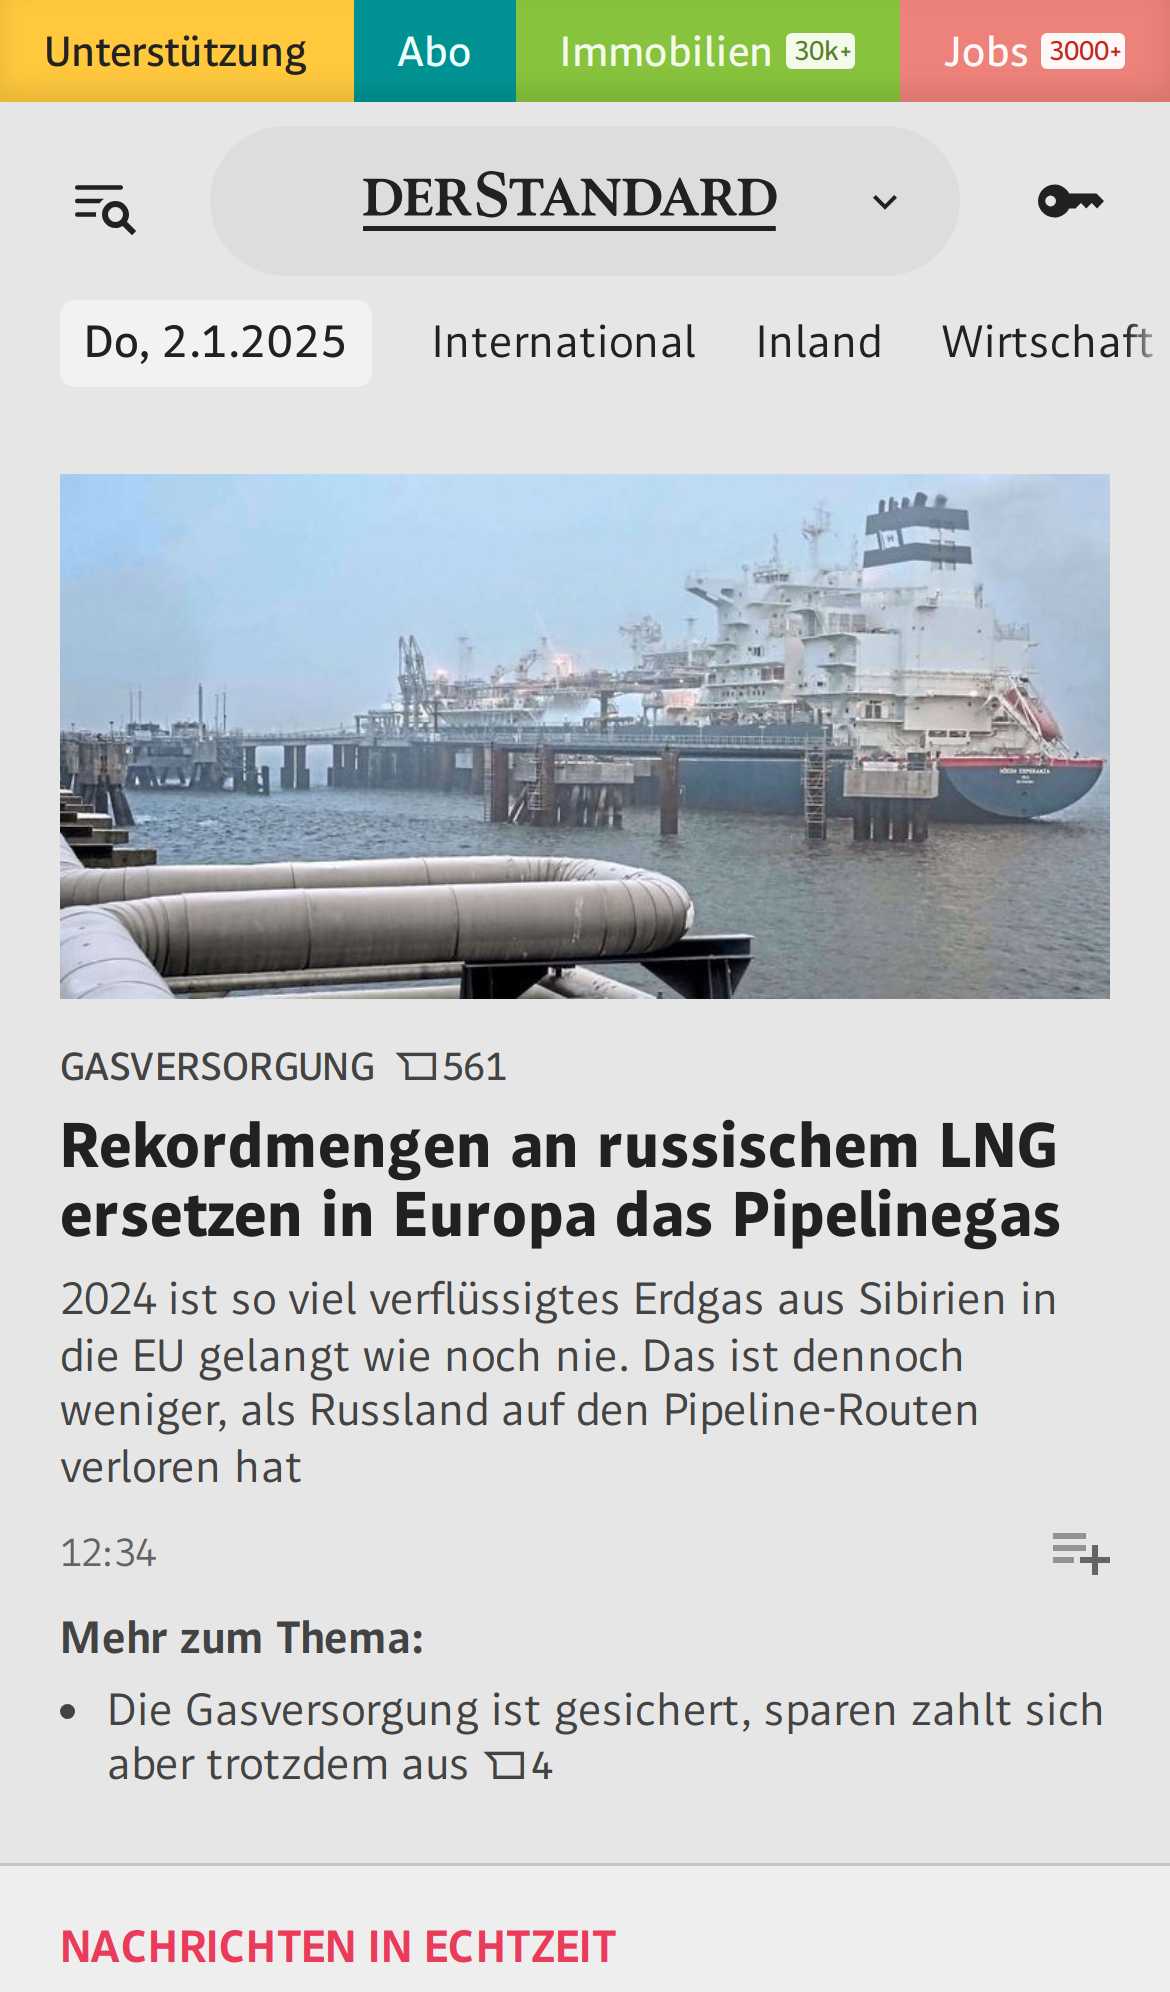 Unterstützung Abo Immobilien 30k+ Jobs 3000+
DERSTANDARD
Do, 2.1.2025 International Inland Wirtschaft
HÖEGH ESPERANZA
GASVERSORGUNG 561
Rekordmengen an russischem LNG
ersetzen in Europa das Pipelinegas
2024 ist so viel verflüssigtes Erdgas aus Sibirien in
die EU gelangt wie noch nie. Das ist dennoch
weniger, als Russland auf den Pipeline-Routen
verloren hat
12:34
Mehr zum Thema:
• Die Gasversorgung ist gesichert, sparen zahlt sich
aber trotzdem aus 4
NACHRICHTEN IN ECHTZEIT